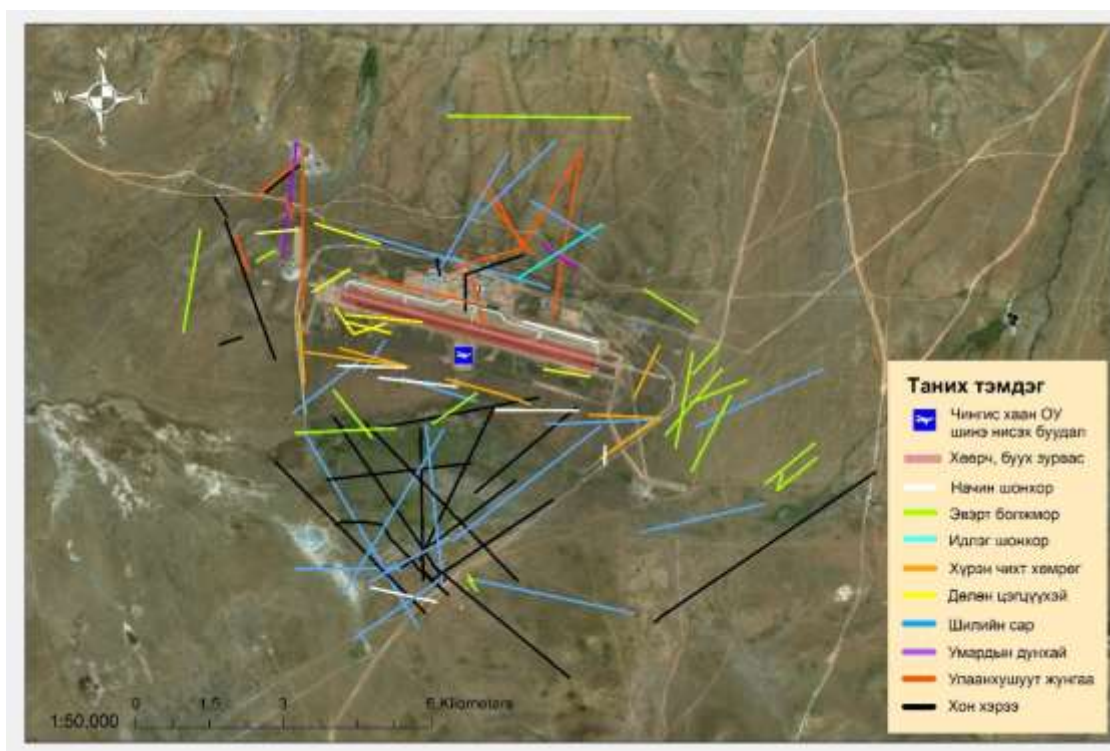 N
W E
S
Таних тэмдэг
Чингис хаан ОУ
шинэ нисэх буудал
Хөөрч, буух зурвас
Начин шонхор
Эвэрт болжмор
Идлэг шонхор
Хүрэн чихт хөмрөг
Дөлөн цэгцүүхэй
Шилийн сар
Умардын дунхай
Улаанхушуут жунгаа
Хон хэрээ
0 1.5 3 6 Kilometers
1:50,000